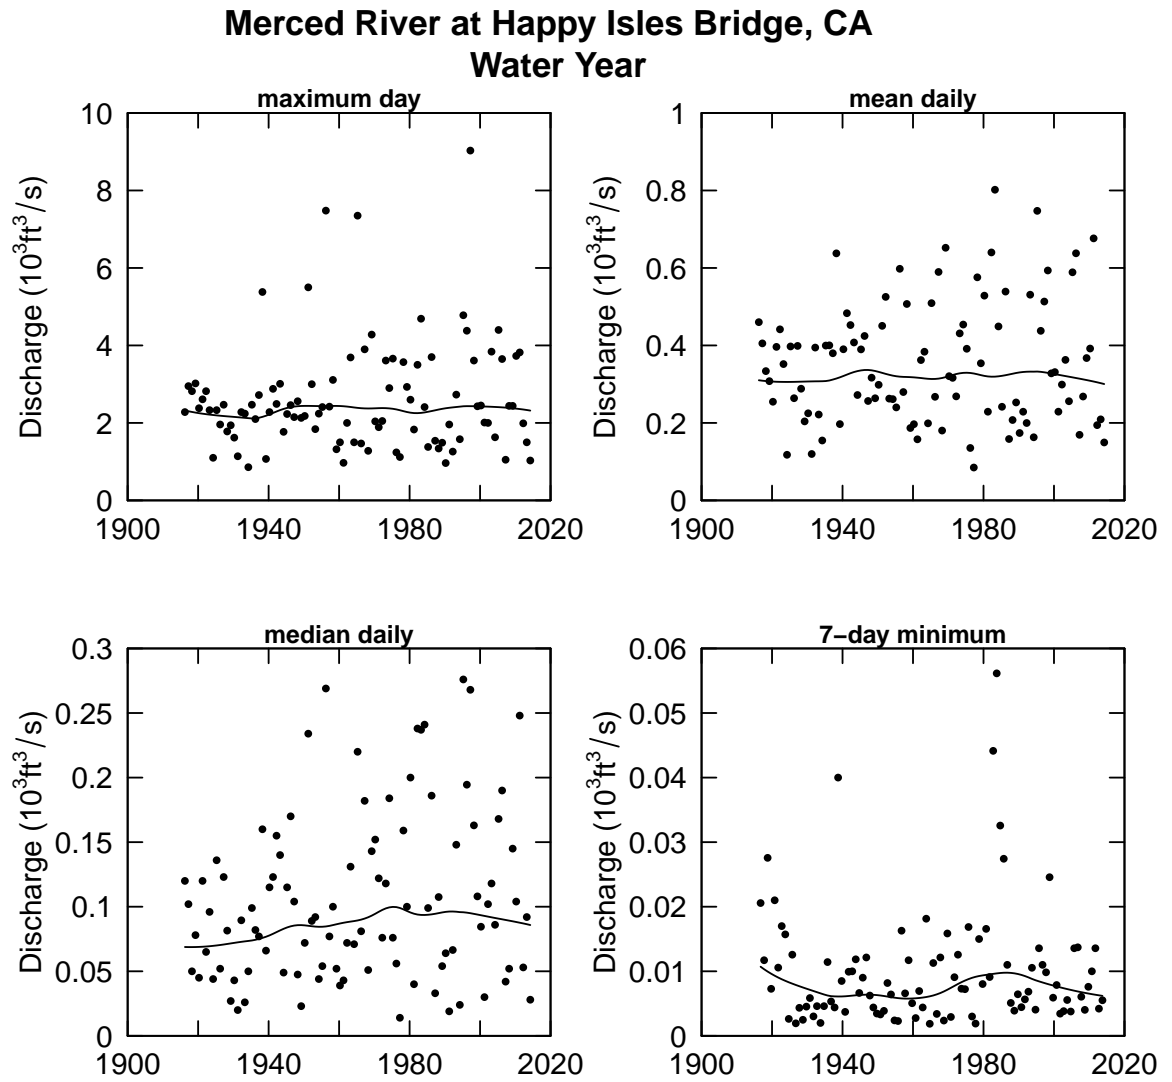 Merced River at Happy Isles Bridge, CA
Water Year
maximum day
Discharge (10³ft³/s)
10
8
6
4
2
0
1900 1940 1980 2020
mean daily
Discharge (10³ft³/s)
1
0.8
0.6
0.4
0.2
0
1900 1940 1980 2020
median daily
Discharge (10³ft³/s)
0.3
0.25
0.2
0.15
0.1
0.05
0
1900 1940 1980 2020
7−day minimum
Discharge (10³ft³/s)
0.06
0.05
0.04
0.03
0.02
0.01
0
1900 1940 1980 2020